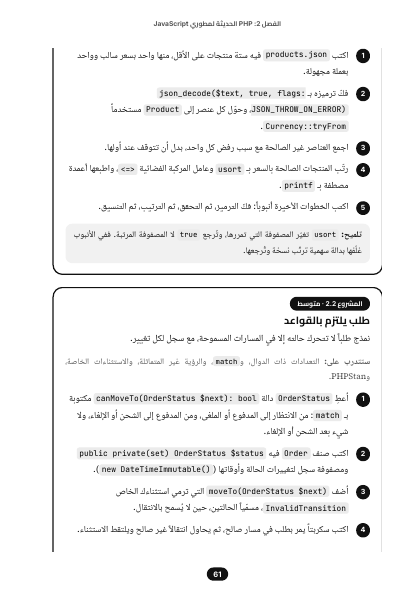 الفصل 2: PHP الحديثة لمطوري JavaScript
1 اكتب products.json فيه ستة منتجات على الأقل، منها واحد بسعر سالب وواحد
بعملة مجهولة.
2 فكّ ترميزه بـ json_decode($text, true, flags:
JSON_THROW_ON_ERROR)، وحوّل كل عنصر إلى Product مستخدماً
Currency::tryFrom.
3 اجمع العناصر غير الصالحة مع سبب رفض كل واحد، بدل أن تتوقف عند أولها.
4 رتّب المنتجات الصالحة بالسعر بـ usort وعامل المركبة الفضائية <=>، واطبعها أعمدة
مصطفة بـ printf.
5 اكتب الخطوات الأخيرة أنبوباً: فكّ الترميز، ثم التحقق، ثم الترتيب، ثم التنسيق.
تلميح: usort تغيّر المصفوفة التي تمررها، وتُرجع true لا المصفوفة المرتبة. ففي الأنبوب
غلّفها بدالة سهمية ترتّب نسخة وتُرجعها.
المشروع 2.2 · متوسط
طلب يلتزم بالقواعد
نمذج طلباً لا تتحرك حالته إلا في المسارات المسموحة، مع سجل لكل تغيير.
ستتدرب على: التعدادات ذات الدوال، وmatch، والرؤية غير المتماثلة، والاستثناءات الخاصة،
وPHPStan.
1 أعطِ OrderStatus دالة canMoveTo(OrderStatus $next): bool مكتوبة
بـ match: من الانتظار إلى المدفوع أو الملغى، ومن المدفوع إلى الشحن أو الإلغاء، ولا
شيء بعد الشحن أو الإلغاء.
2 اكتب صنف Order فيه public private(set) OrderStatus $status
ومصفوفة سجل لتغييرات الحالة وأوقاتها (new DateTimeImmutable()).
3 أضف moveTo(OrderStatus $next) التي ترمي استثناءك الخاص
InvalidTransition، مسمّياً الحالتين، حين لا يُسمح بالانتقال.
4 اكتب سكربتاً يمر بطلب في مسار صالح، ثم يحاول انتقالاً غير صالح ويلتقط الاستثناء.
61